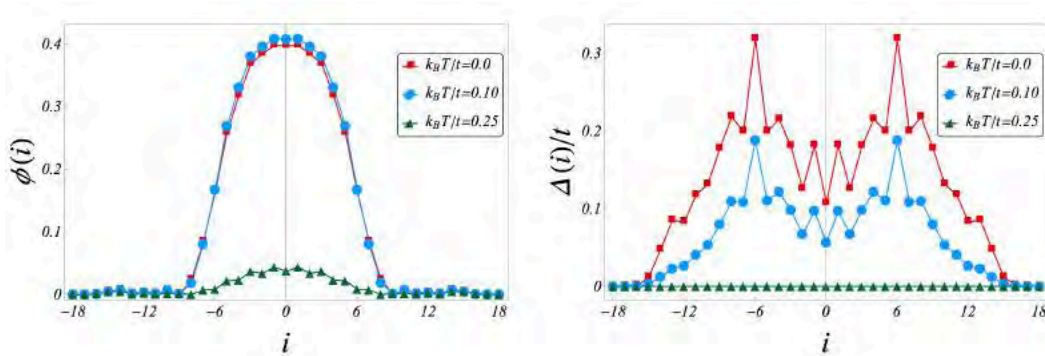 0.4
0.3
0.2
0.1
0
ϕ(i)
k_BT/t=0.0
k_BT/t=0.10
k_BT/t=0.25
−18 −12 −6 0 6 12 18
i
0.3
0.2
0.1
0
Δ(i)/t
k_BT/t=0.0
k_BT/t=0.10
k_BT/t=0.25
−18 −12 −6 0 6 12 18
i